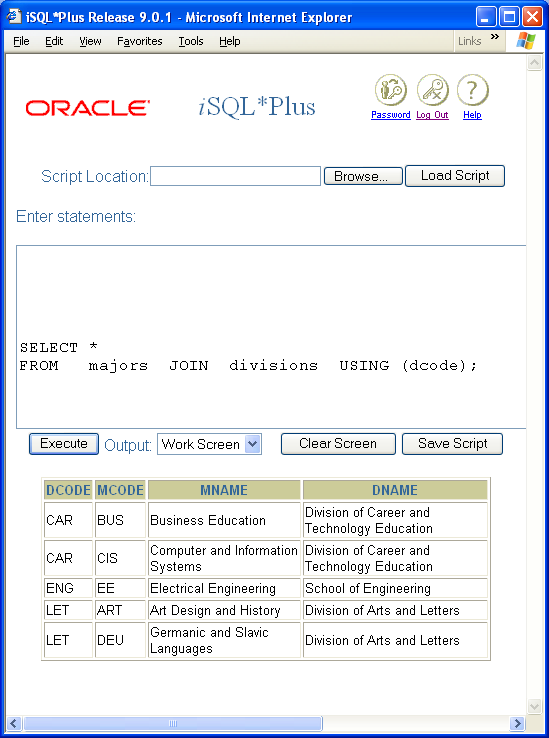 iSQL*Plus Release 9.0.1 - Microsoft Internet Explorer
File Edit View Favorites Tools Help Links »
ORACLE® iSQL*Plus
Password Log Out Help
Script Location: Browse... Load Script
Enter statements:
SELECT *
FROM majors JOIN divisions USING (dcode);
Execute Output: Work Screen Clear Screen Save Script
DCODE MCODE MNAME DNAME
CAR BUS Business Education Division of Career and
Technology Education
CAR CIS Computer and Information Division of Career and
Systems Technology Education
ENG EE Electrical Engineering School of Engineering
LET ART Art Design and History Division of Arts and Letters
LET DEU Germanic and Slavic Division of Arts and Letters
Languages